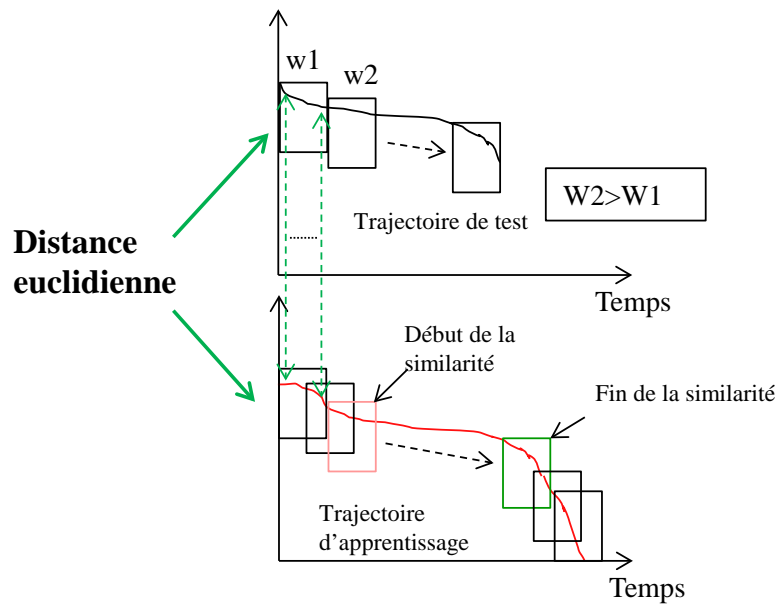 w1
w2
W2>W1
Trajectoire de test
........
Distance
euclidienne
Temps
Début de la
similarité
Fin de la similarité
Trajectoire
d’apprentissage
Temps